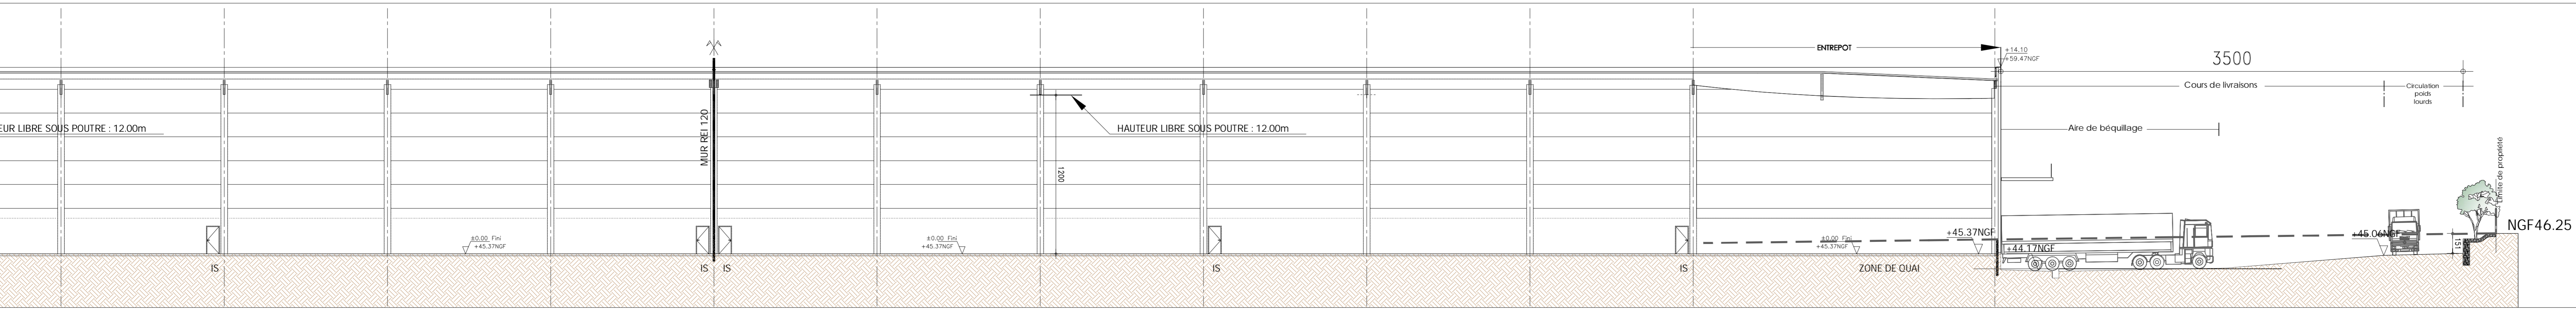 ENTREPOT
+14.10
+59.47NGF
3500
Cours de livraisons
Circulation
poids
lourds
EUR LIBRE SOUS POUTRE : 12.00m
MUR REI 120
HAUTEUR LIBRE SOUS POUTRE : 12.00m
Aire de béquillage
1200
Limite de propriété
±0.00 Fini
+45.37NGF
±0.00 Fini
+45.37NGF
±0.00 Fini
+45.37NGF
+45.37NGF
+44.17NGF
+45.06NGF
151
NGF46.25
IS
IS
IS
IS
IS
ZONE DE QUAI